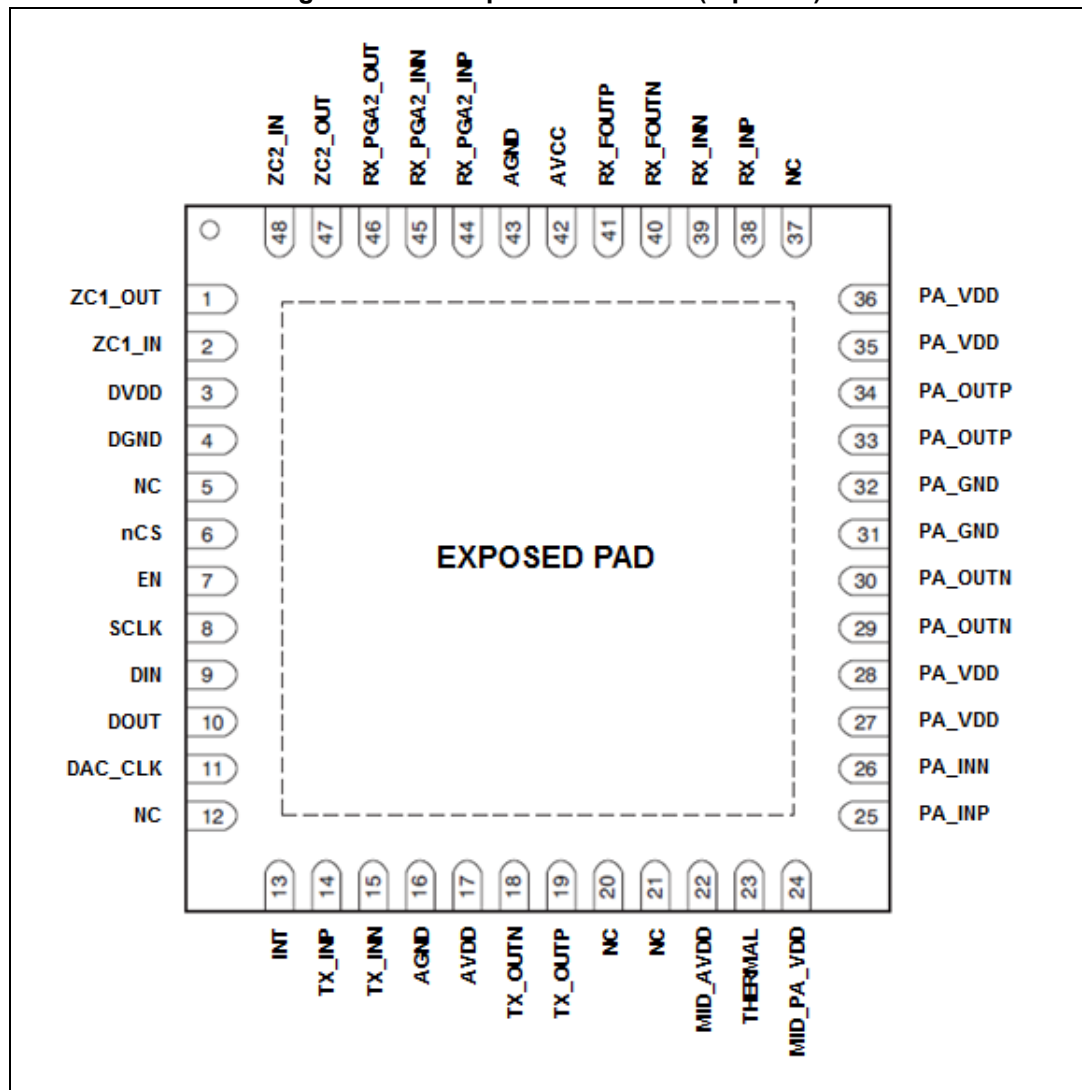 ZC2_IN
ZC2_OUT
RX_PGA2_OUT
RX_PGA2_INN
RX_PGA2_INP
AGND
AVCC
RX_FOUTP
RX_FOUTN
RX_INN
RX_INP
NC
48
47
46
45
44
43
42
41
40
39
38
37
ZC1_OUT 1
ZC1_IN 2
DVDD 3
DGND 4
NC 5
nCS 6
EN 7
SCLK 8
DIN 9
DOUT 10
DAC_CLK 11
NC 12
EXPOSED PAD
36 PA_VDD
35 PA_VDD
34 PA_OUTP
33 PA_OUTP
32 PA_GND
31 PA_GND
30 PA_OUTN
29 PA_OUTN
28 PA_VDD
27 PA_VDD
26 PA_INN
25 PA_INP
13
14
15
16
17
18
19
20
21
22
23
24
INT
TX_INP
TX_INN
AGND
AVDD
TX_OUTN
TX_OUTP
NC
NC
MID_AVDD
THERMAL
MID_PA_VDD